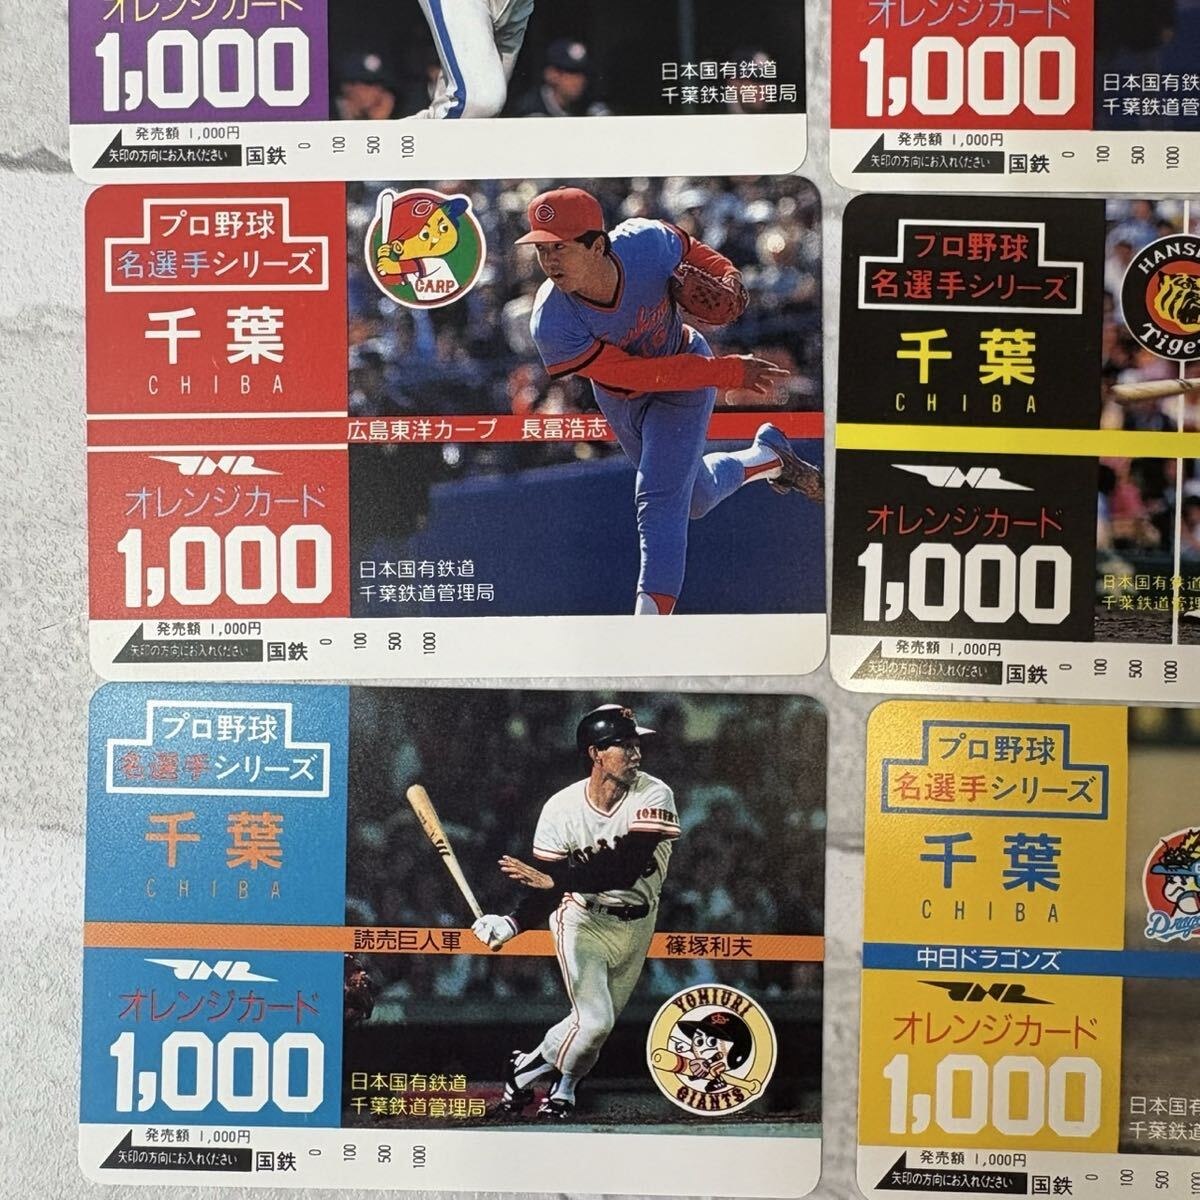 オレンジカード
1,000
日本国有鉄道
千葉鉄道管理局
発売額 1,000円
矢印の方向にお入れください 国鉄 0 100 500 1000
オレンジカード
1,000
日本国有鉄
千葉鉄道管
発売額 1,000円
矢印の方向にお入れください 国鉄 0 100 500 1000
プロ野球
名選手シリーズ
千葉
CHIBA
C
CARP
広島東洋カープ 長冨浩志
JNR
オレンジカード
1,000
日本国有鉄道
千葉鉄道管理局
発売額 1,000円
矢印の方向にお入れください 国鉄 0 100 500 1000
プロ野球
名選手シリーズ
千葉
CHIBA
HANSH
Tiger
JNR
オレンジカード
1,000
日本国有鉄道
千葉鉄道管理
発売額 1,000円
矢印の方向にお入れください 国鉄 0 100 500 1000
プロ野球
名選手シリーズ
千葉
CHIBA
YOMIURI
読売巨人軍 篠塚利夫
JNR
オレンジカード
1,000
YOMIURI
GIANTS
日本国有鉄道
千葉鉄道管理局
発売額 1,000円
矢印の方向にお入れください 国鉄 0 100 500 1000
プロ野球
名選手シリーズ
千葉
CHIBA
Drago
中日ドラゴンズ
JNR
オレンジカード
1,000
日本国有
千葉鉄道
発売額 1,000円
矢印の方向にお入れください 国鉄 0 100 500